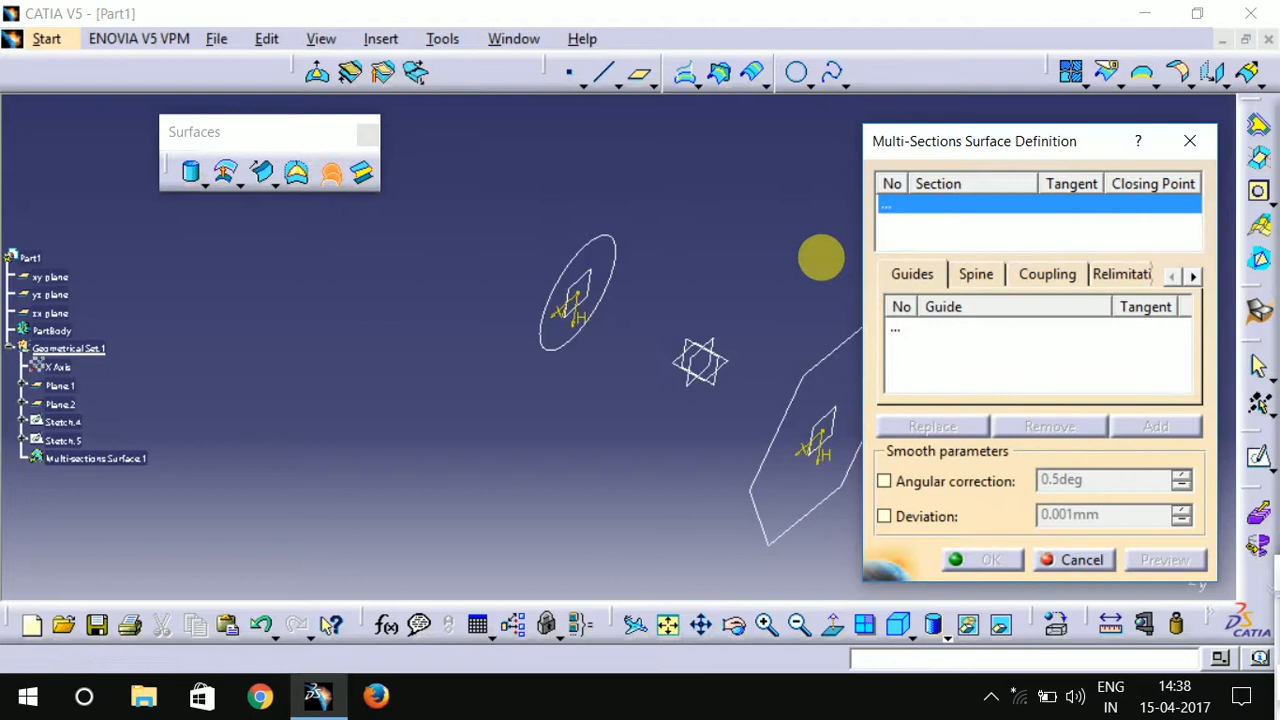 CATIA V5 - [Part1]
Start ENOVIA V5 VPM File Edit View Insert Tools Window Help
Surfaces
Multi-Sections Surface Definition ?
No Section Tangent Closing Point
...
Guides Spine Coupling Relimitati
No Guide Tangent
...
Replace Remove Add
Smooth parameters
Angular correction: 0.5deg
Deviation: 0.001mm
OK Cancel Preview
Part1
xy plane
yz plane
zx plane
PartBody
Geometrical Set.1
X Axis
Plane.1
Plane.2
Sketch.4
Sketch.5
Multi-sections Surface.1
H
H
f(x)
CATIA
ENG
IN
14:38
15-04-2017